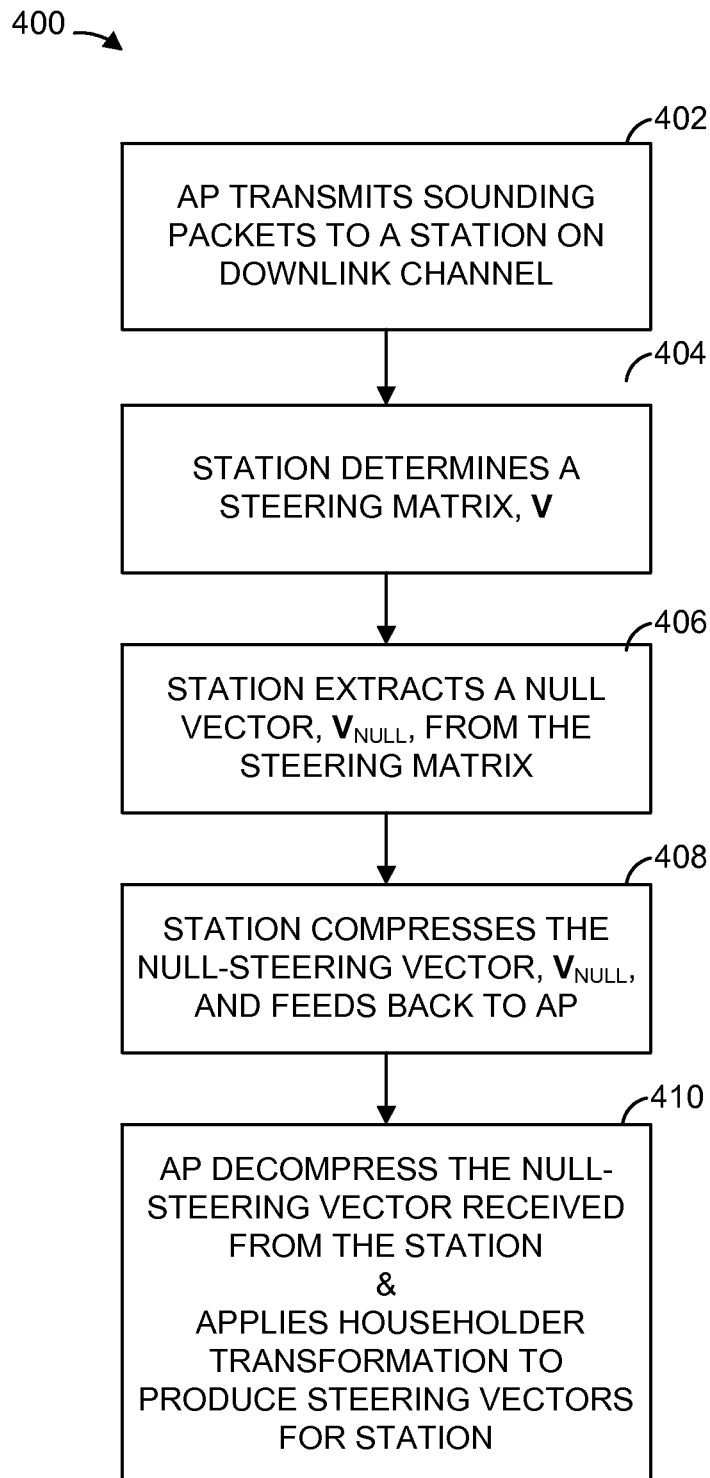 400
402
AP TRANSMITS SOUNDING
PACKETS TO A STATION ON
DOWNLINK CHANNEL
404
STATION DETERMINES A
STEERING MATRIX, V
406
STATION EXTRACTS A NULL
VECTOR, VNULL, FROM THE
STEERING MATRIX
408
STATION COMPRESSES THE
NULL-STEERING VECTOR, VNULL,
AND FEEDS BACK TO AP
410
AP DECOMPRESS THE NULL-
STEERING VECTOR RECEIVED
FROM THE STATION
&
APPLIES HOUSEHOLDER
TRANSFORMATION TO
PRODUCE STEERING VECTORS
FOR STATION